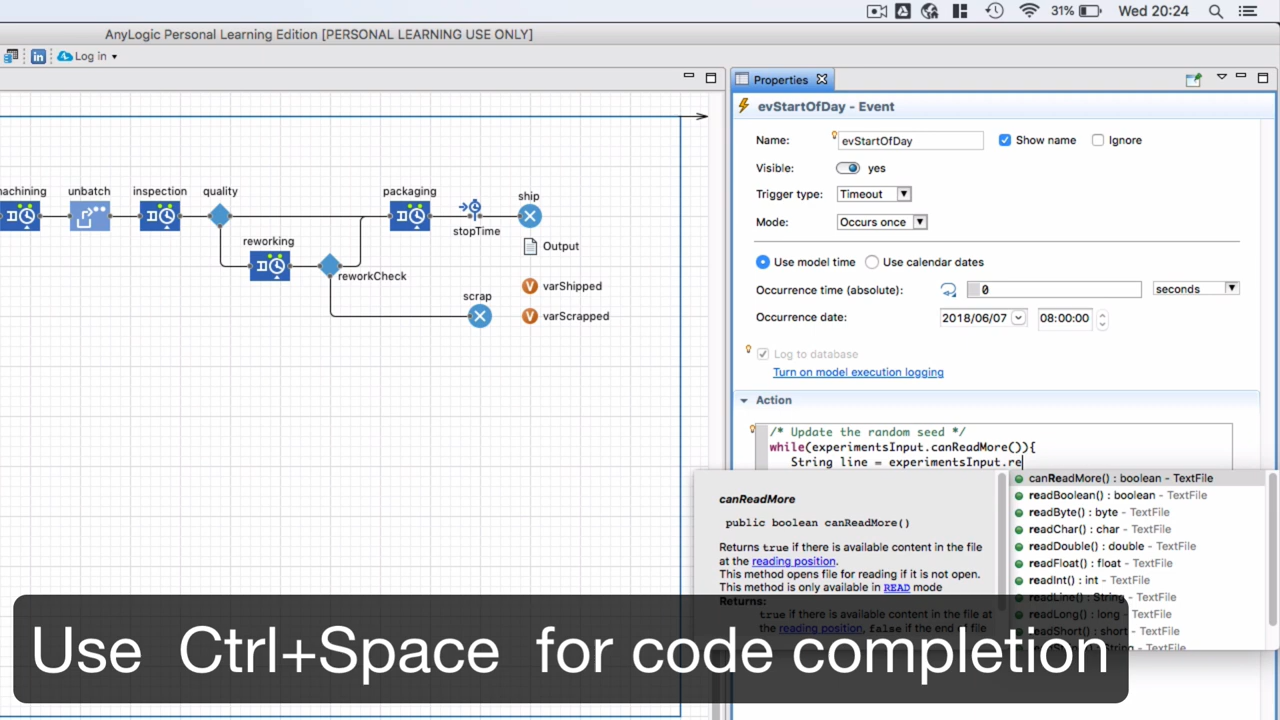 31%
Wed 20:24
AnyLogic Personal Learning Edition [PERSONAL LEARNING USE ONLY]
in
Log in
Properties
evStartOfDay - Event
Name:
evStartOfDay
Show name
Ignore
Visible:
yes
Trigger type:
Timeout
Mode:
Occurs once
Use model time
Use calendar dates
Occurrence time (absolute):
0
seconds
Occurrence date:
2018/06/07
08:00:00
Log to database
Turn on model execution logging
Action
/* Update the random seed */
while(experimentsInput.canReadMore()){
String line = experimentsInput.re
achining
unbatch
inspection
quality
packaging
ship
stopTime
reworking
Output
reworkCheck
varShipped
scrap
varScrapped
canReadMore
public boolean canReadMore()
Returns true if there is available content in the file
at the reading position.
This method opens file for reading if it is not open.
This method is only available in READ mode
Returns:
true if there is available content in the file at
the reading position, false if the end of file
canReadMore() : boolean - TextFile
readBoolean() : boolean - TextFile
readByte() : byte - TextFile
readChar() : char - TextFile
readDouble() : double - TextFile
readFloat() : float - TextFile
readInt() : int - TextFile
readLine() : String - TextFile
readLong() : long - TextFile
readShort() : short - TextFile
Use Ctrl+Space for code completion